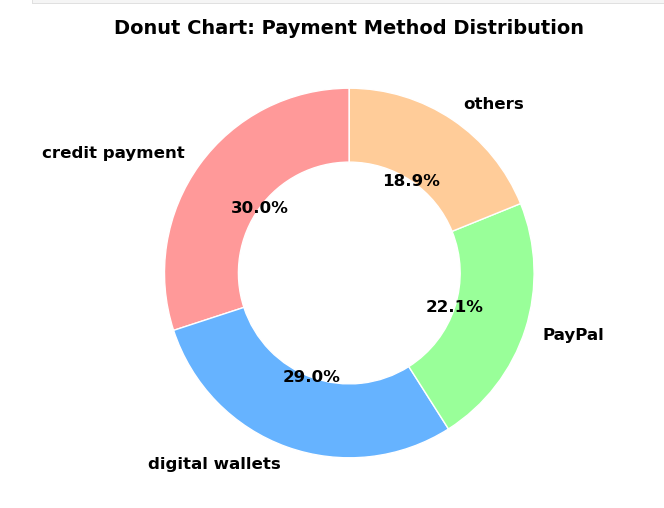 Donut Chart: Payment Method Distribution
others
credit payment
18.9%
30.0%
22.1%
PayPal
29.0%
digital wallets